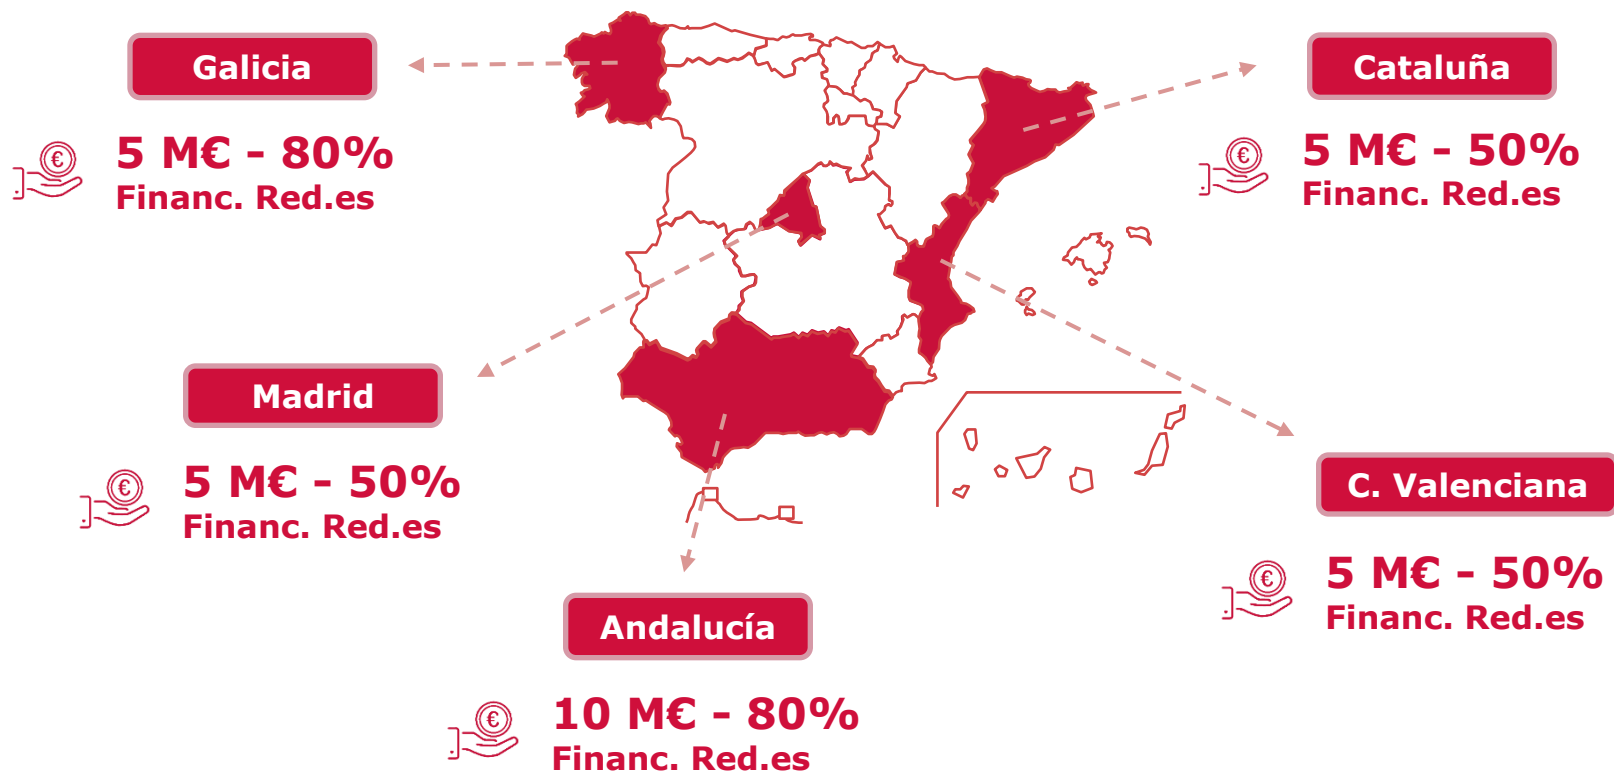 Galicia
5 M€ - 80%
Financ. Red.es
Cataluña
5 M€ - 50%
Financ. Red.es
Madrid
5 M€ - 50%
Financ. Red.es
C. Valenciana
5 M€ - 50%
Financ. Red.es
Andalucía
10 M€ - 80%
Financ. Red.es